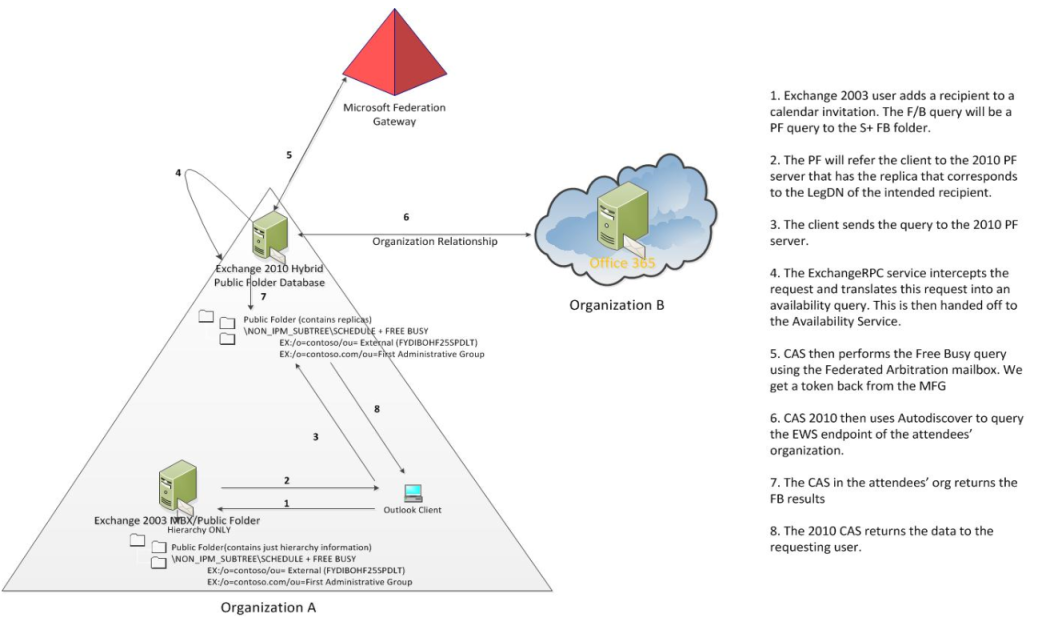 Microsoft Federation
Gateway
5
4
6
Organization Relationship
Office 365
Organization B
Exchange 2010 Hybrid
Public Folder Database
7
Public Folder (contains replicas)
\NON_IPM_SUBTREE\SCHEDULE + FREE BUSY
EX:/o=contoso/ou= External (FYDIBOHF25SPDLT)
EX:/o=contoso.com/ou=First Administrative Group
8
3
2
1
Outlook Client
Exchange 2003 MBX/Public Folder
Hierarchy ONLY
Public Folder(contains just hierarchy information)
\NON_IPM_SUBTREE\SCHEDULE + FREE BUSY
EX:/o=contoso/ou= External (FYDIBOHF25SPDLT)
EX:/o=contoso.com/ou=First Administrative Group
Organization A
1. Exchange 2003 user adds a recipient to a
calendar invitation. The F/B query will be a
PF query to the S+ FB folder.
2. The PF will refer the client to the 2010 PF
server that has the replica that corresponds
to the LegDN of the intended recipient.
3. The client sends the query to the 2010 PF
server.
4. The ExchangeRPC service intercepts the
request and translates this request into an
availability query. This is then handed off to
the Availability Service.
5. CAS then performs the Free Busy query
using the Federated Arbitration mailbox. We
get a token back from the MFG
6. CAS 2010 then uses Autodiscover to query
the EWS endpoint of the attendees'
organization.
7. The CAS in the attendees' org returns the
FB results
8. The 2010 CAS returns the data to the
requesting user.